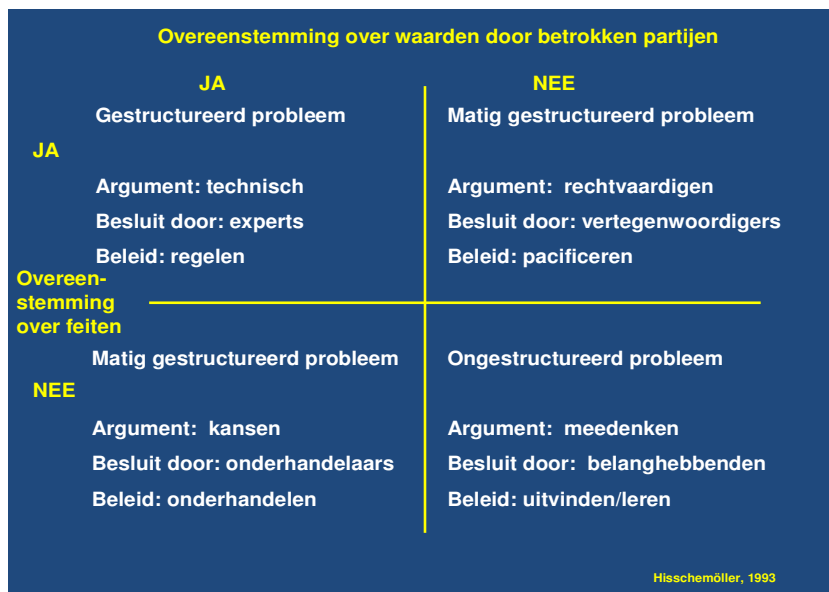 Overeenstemming over waarden door betrokken partijen
JA
NEE
Gestructureerd probleem
Matig gestructureerd probleem
JA
Argument: technisch
Argument: rechtvaardigen
Besluit door: experts
Besluit door: vertegenwoordigers
Beleid: regelen
Beleid: pacificeren
Overeen-
stemming
over feiten
Matig gestructureerd probleem
Ongestructureerd probleem
NEE
Argument: kansen
Argument: meedenken
Besluit door: onderhandelaars
Besluit door: belanghebbenden
Beleid: onderhandelen
Beleid: uitvinden/leren
Hisschemöller, 1993